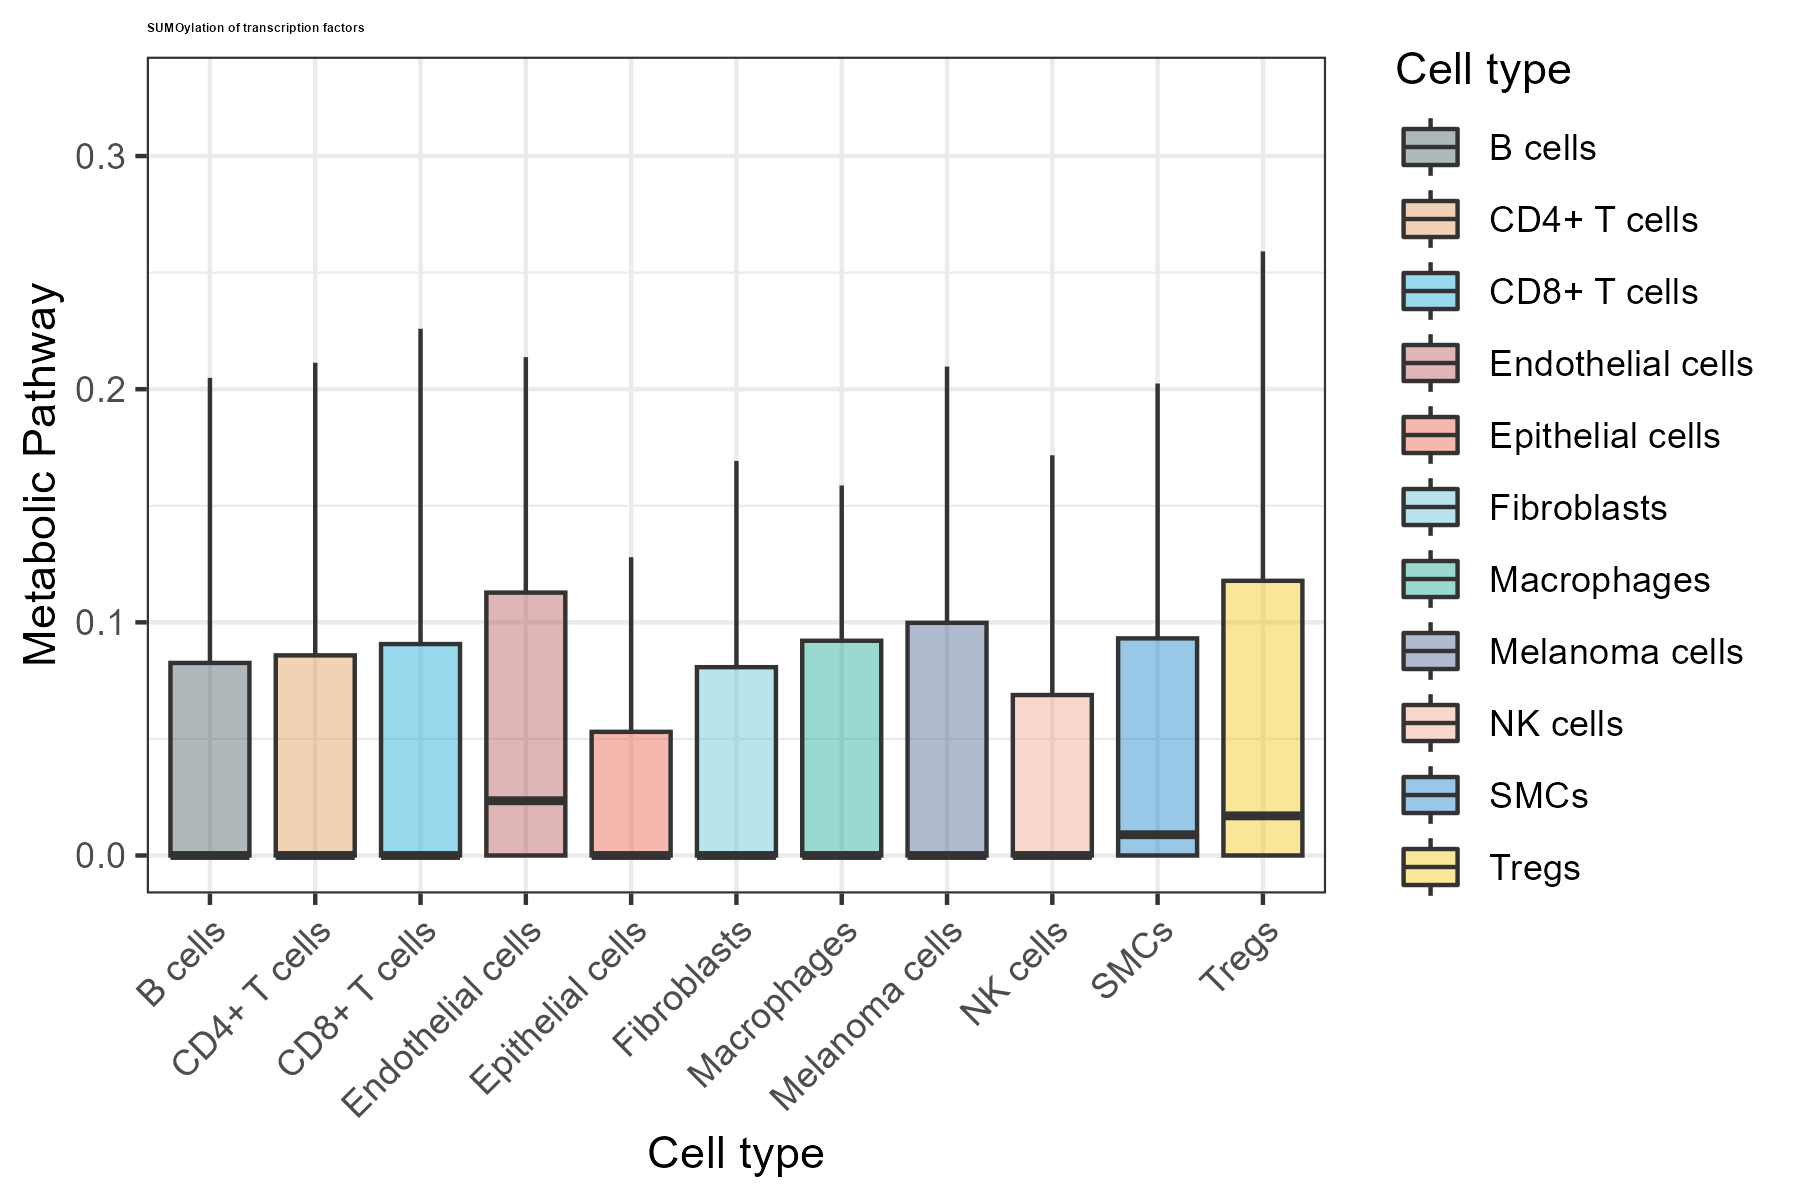 SUMOylation of transcription factors
Metabolic Pathway
0.3
0.2
0.1
0.0
B cells
CD4+ T cells
CD8+ T cells
Endothelial cells
Epithelial cells
Fibroblasts
Macrophages
Melanoma cells
NK cells
SMCs
Tregs
Cell type
Cell type
B cells
CD4+ T cells
CD8+ T cells
Endothelial cells
Epithelial cells
Fibroblasts
Macrophages
Melanoma cells
NK cells
SMCs
Tregs